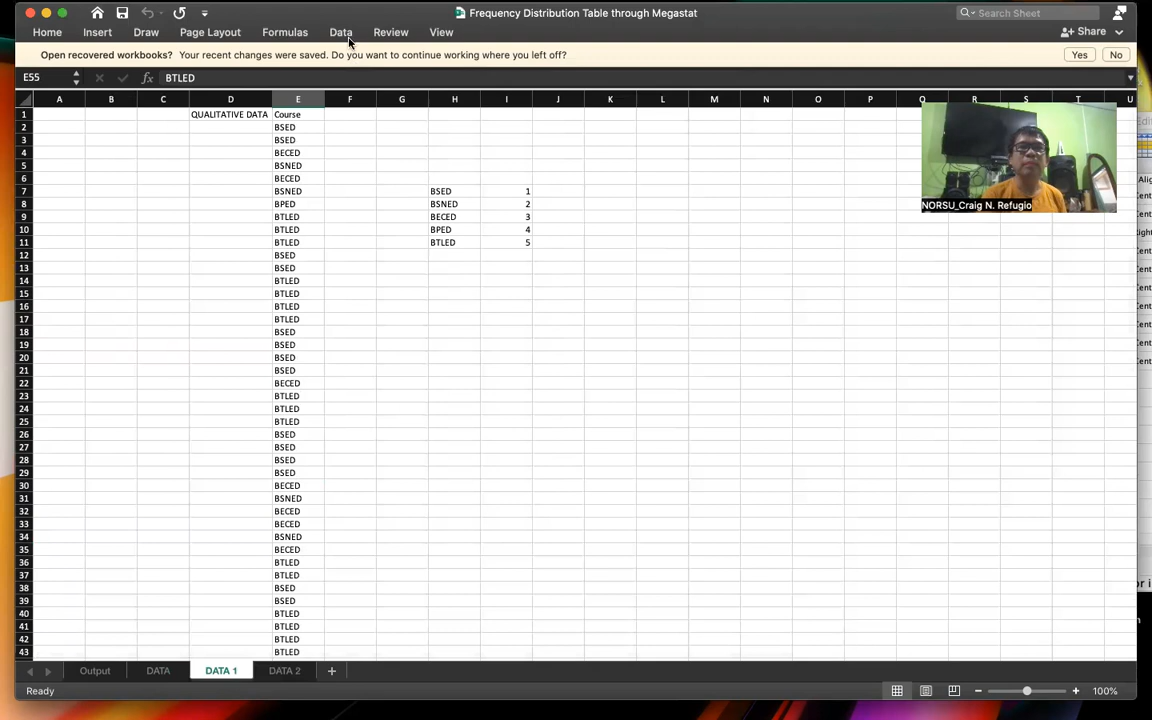 Frequency Distribution Table through Megastat
Search Sheet
Home Insert Draw Page Layout Formulas Data Review View Share
Open recovered workbooks? Your recent changes were saved. Do you want to continue working where you left off? Yes No
E55 fx BTLED
A B C D E F G H I J K L M N O P Q R S T U
1 QUALITATIVE DATA Course
2 BSED
3 BSED
4 BECED
5 BSNED
6 BECED
7 BSNED BSED 1
8 BPED BSNED 2
9 BTLED BECED 3
10 BTLED BPED 4
11 BTLED BTLED 5
12 BSED
13 BSED
14 BTLED
15 BTLED
16 BTLED
17 BTLED
18 BSED
19 BSED
20 BSED
21 BSED
22 BECED
23 BTLED
24 BTLED
25 BTLED
26 BSED
27 BSED
28 BSED
29 BSED
30 BECED
31 BSNED
32 BECED
33 BECED
34 BSNED
35 BECED
36 BTLED
37 BTLED
38 BSED
39 BSED
40 BTLED
41 BTLED
42 BTLED
43 BTLED
NORSU_Craig N. Refugio
Output DATA DATA 1 DATA 2
Ready 100%